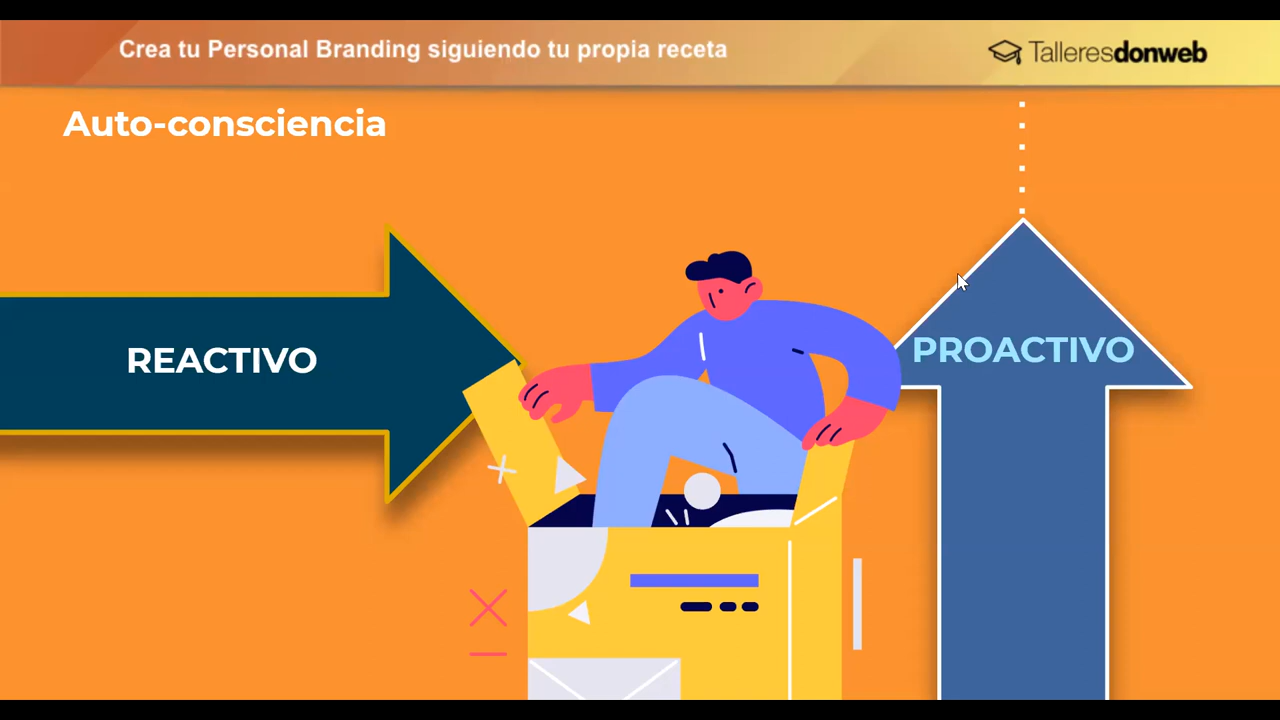 Crea tu Personal Branding siguiendo tu propia receta
Talleresdonweb
Auto-consciencia
REACTIVO
PROACTIVO